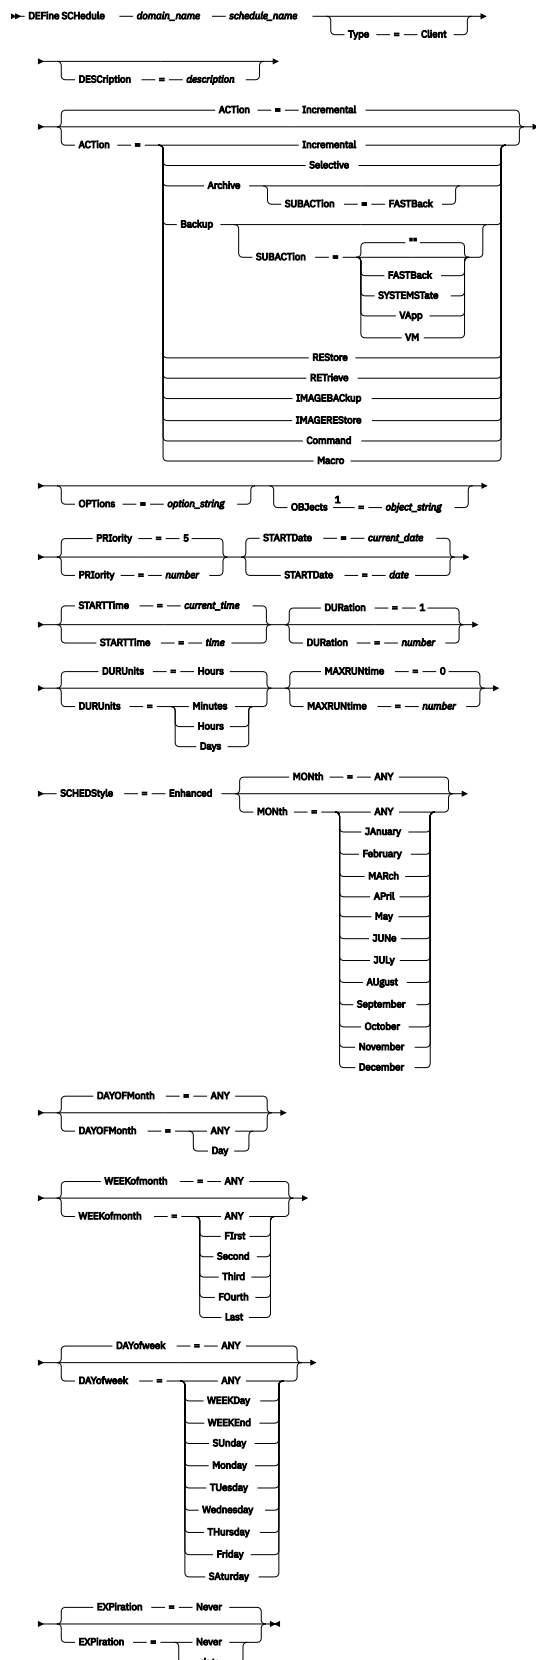 DEFine SCHedule domain_name schedule_name
Type = Client
DESCription = description
ACTion = Incremental
ACTion = Incremental
Selective
Archive
SUBACTion = FASTBack
Backup
""
SUBACTion =
FASTBack
SYSTEMSTate
VApp
VM
REStore
RETrieve
IMAGEBACkup
IMAGEREStore
Command
Macro
OPTions = option_string
OBJects 1 = object_string
PRIority = 5
STARTDate = current_date
PRIority = number
STARTDate = date
STARTTime = current_time
DURation = 1
STARTTime = time
DURation = number
DURUnits = Hours
MAXRUNtime = 0
DURUnits = Minutes
MAXRUNtime = number
Hours
Days
MONth = ANY
SCHEDStyle = Enhanced
MONth = ANY
JAnuary
February
MARch
APril
May
JUNe
JULy
AUgust
September
October
November
December
DAYOFMonth = ANY
DAYOFMonth = ANY
Day
WEEKofmonth = ANY
WEEKofmonth = ANY
FIrst
Second
Third
FOurth
Last
DAYofweek = ANY
DAYofweek = ANY
WEEKDay
WEEKEnd
SUnday
Monday
TUesday
Wednesday
THursday
Friday
SAturday
EXPiration = Never
EXPiration = Never